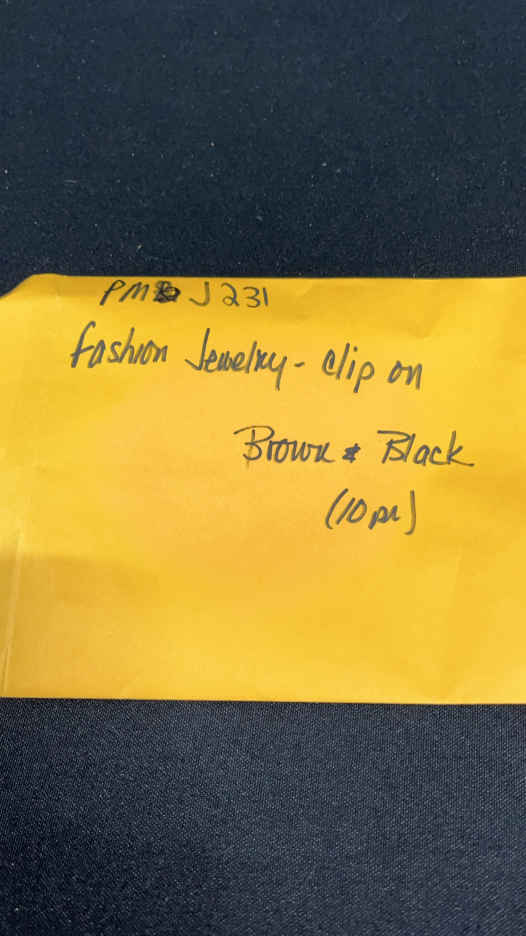 PM J231
fashion Jewelry - clip on
Brown & Black
(10 pr)